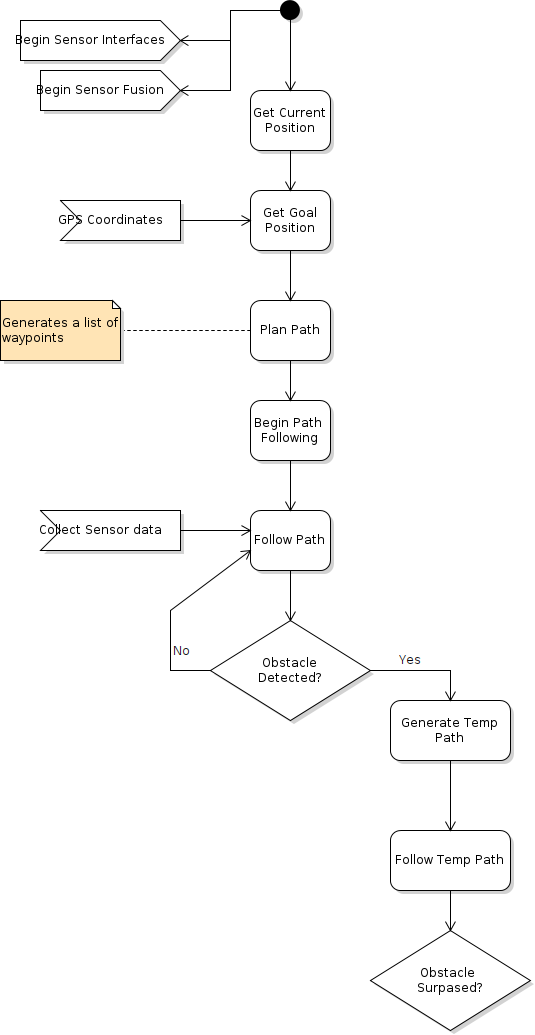 Begin Sensor Interfaces
Begin Sensor Fusion
Get Current
Position
GPS Coordinates
Get Goal
Position
Generates a list of
waypoints
Plan Path
Begin Path
Following
Collect Sensor data
Follow Path
No
Obstacle
Detected?
Yes
Generate Temp
Path
Follow Temp Path
Obstacle
Surpased?